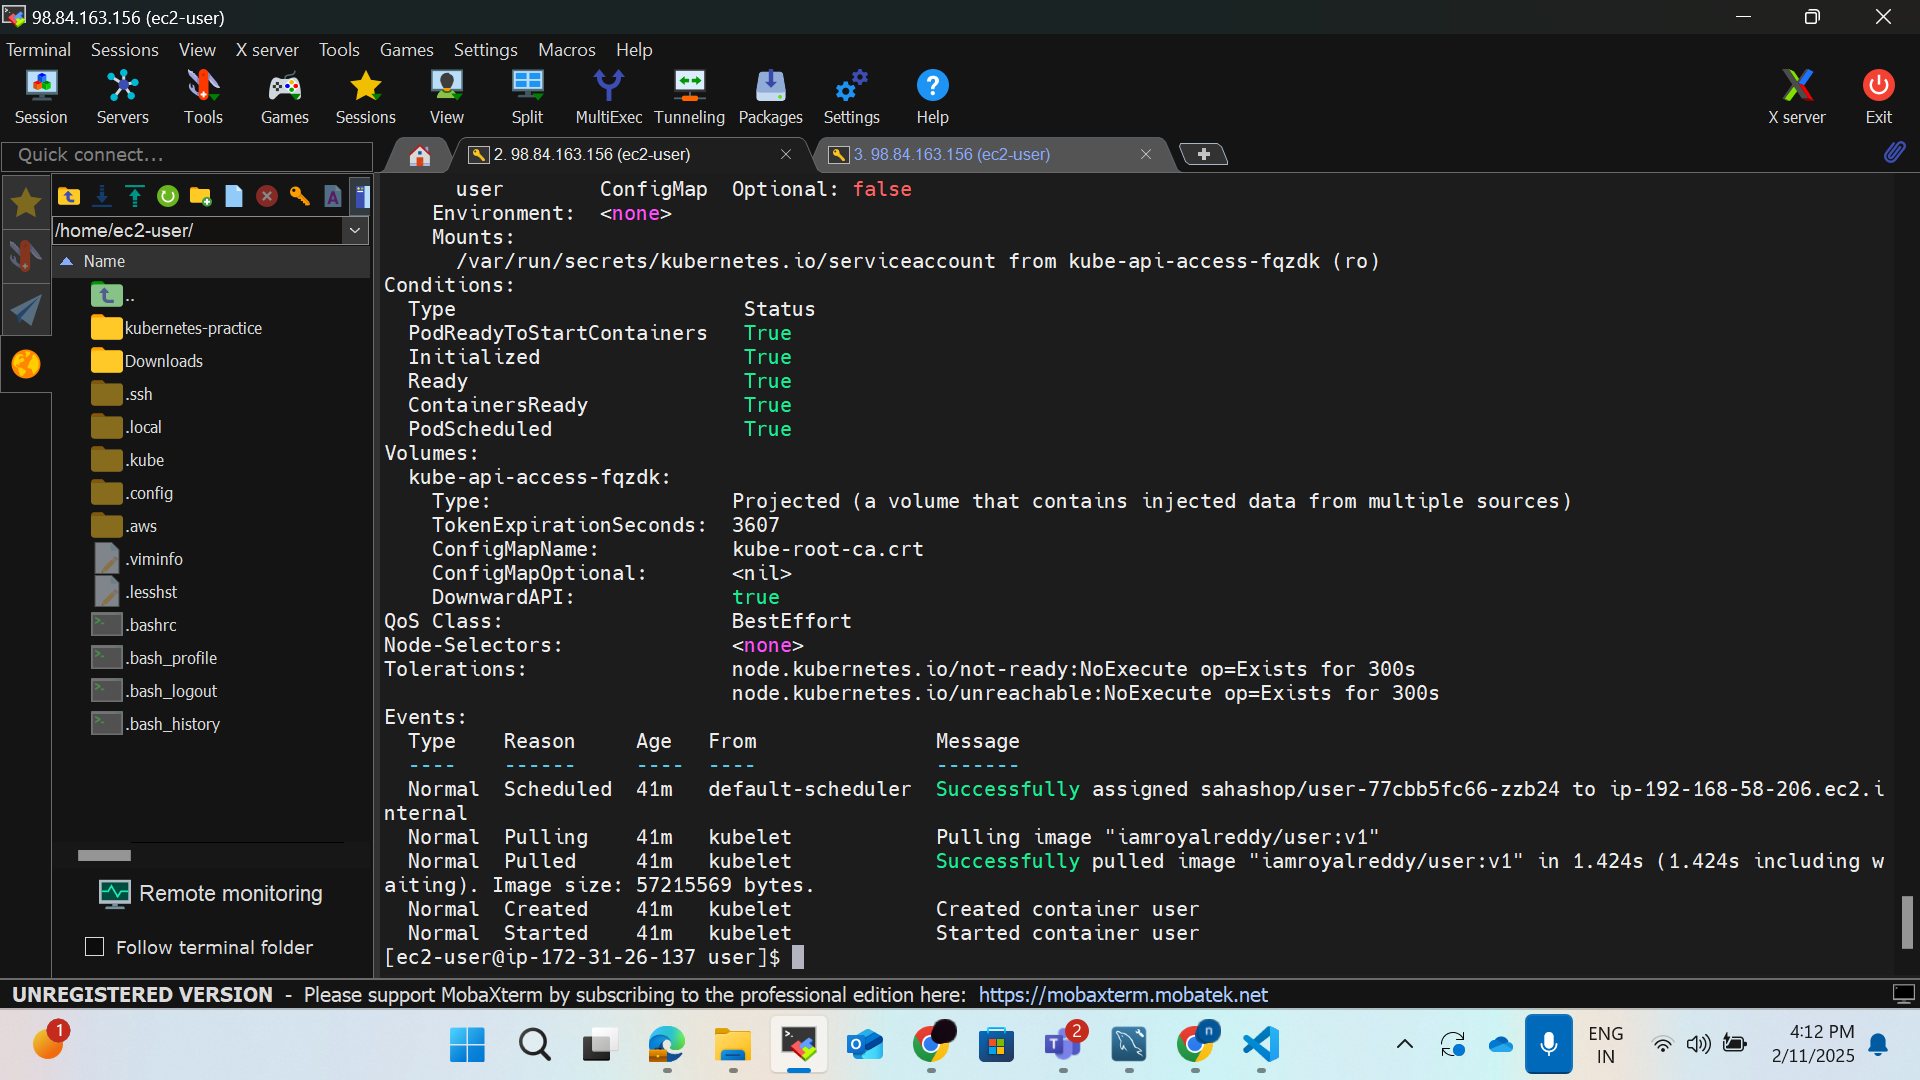 98.84.163.156 (ec2-user)
Terminal Sessions View X server Tools Games Settings Macros Help
Session Servers Tools Games Sessions View Split MultiExec Tunneling Packages Settings Help X server Exit
Quick connect...
2. 98.84.163.156 (ec2-user)
3. 98.84.163.156 (ec2-user)
/home/ec2-user/
Name
..
kubernetes-practice
Downloads
.ssh
.local
.kube
.config
.aws
.viminfo
.lesshst
.bashrc
.bash_profile
.bash_logout
.bash_history
Remote monitoring
Follow terminal folder
user ConfigMap Optional: false
Environment: <none>
Mounts:
/var/run/secrets/kubernetes.io/serviceaccount from kube-api-access-fqzdk (ro)
Conditions:
Type Status
PodReadyToStartContainers True
Initialized True
Ready True
ContainersReady True
PodScheduled True
Volumes:
kube-api-access-fqzdk:
Type: Projected (a volume that contains injected data from multiple sources)
TokenExpirationSeconds: 3607
ConfigMapName: kube-root-ca.crt
ConfigMapOptional: <nil>
DownwardAPI: true
QoS Class: BestEffort
Node-Selectors: <none>
Tolerations: node.kubernetes.io/not-ready:NoExecute op=Exists for 300s
node.kubernetes.io/unreachable:NoExecute op=Exists for 300s
Events:
Type Reason Age From Message
---- ------ ---- ---- -------
Normal Scheduled 41m default-scheduler Successfully assigned sahashop/user-77cbb5fc66-zzb24 to ip-192-168-58-206.ec2.i
nternal
Normal Pulling 41m kubelet Pulling image "iamroyalreddy/user:v1"
Normal Pulled 41m kubelet Successfully pulled image "iamroyalreddy/user:v1" in 1.424s (1.424s including w
aiting). Image size: 57215569 bytes.
Normal Created 41m kubelet Created container user
Normal Started 41m kubelet Started container user
[ec2-user@ip-172-31-26-137 user]$
UNREGISTERED VERSION - Please support MobaXterm by subscribing to the professional edition here: https://mobaxterm.mobatek.net
1
2
n
ENG
IN
4:12 PM
2/11/2025